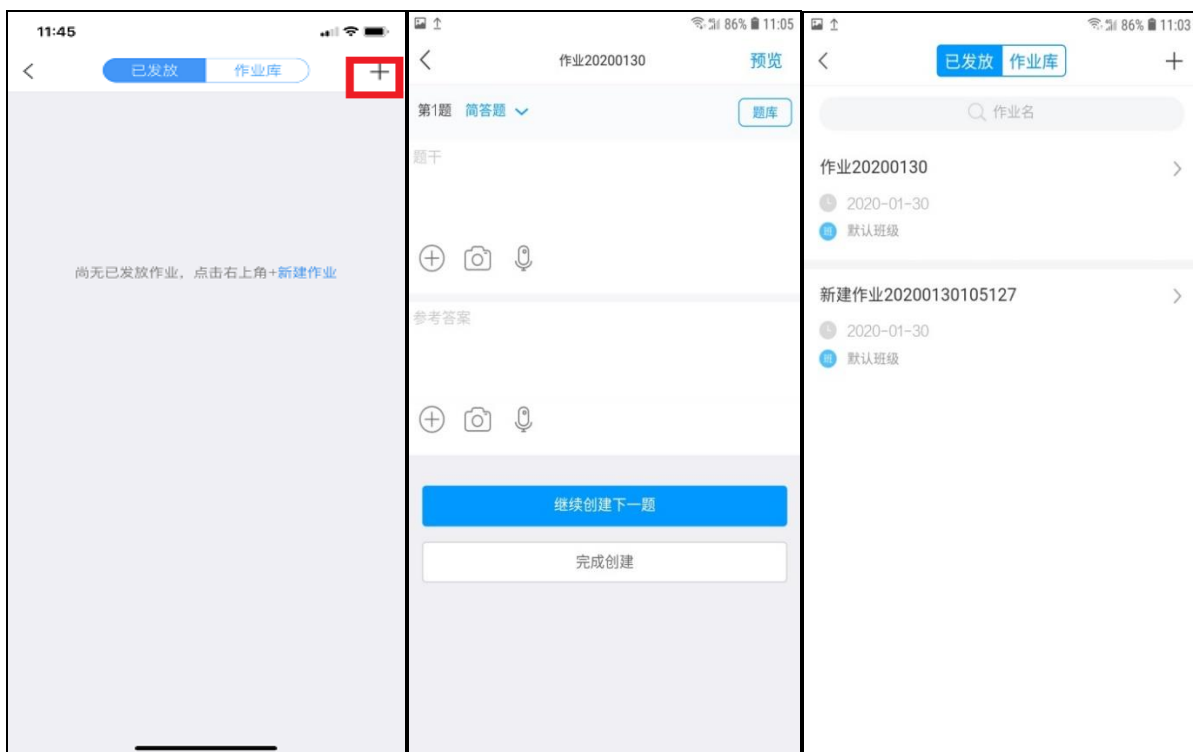 11:45
已发放 作业库
尚无已发放作业，点击右上角+新建作业
86% 11:05
作业20200130 预览
第1题 简答题 题库
题干
参考答案
继续创建下一题
完成创建
86% 11:03
已发放 作业库
作业名
作业20200130
2020-01-30
班 默认班级
新建作业20200130105127
2020-01-30
班 默认班级